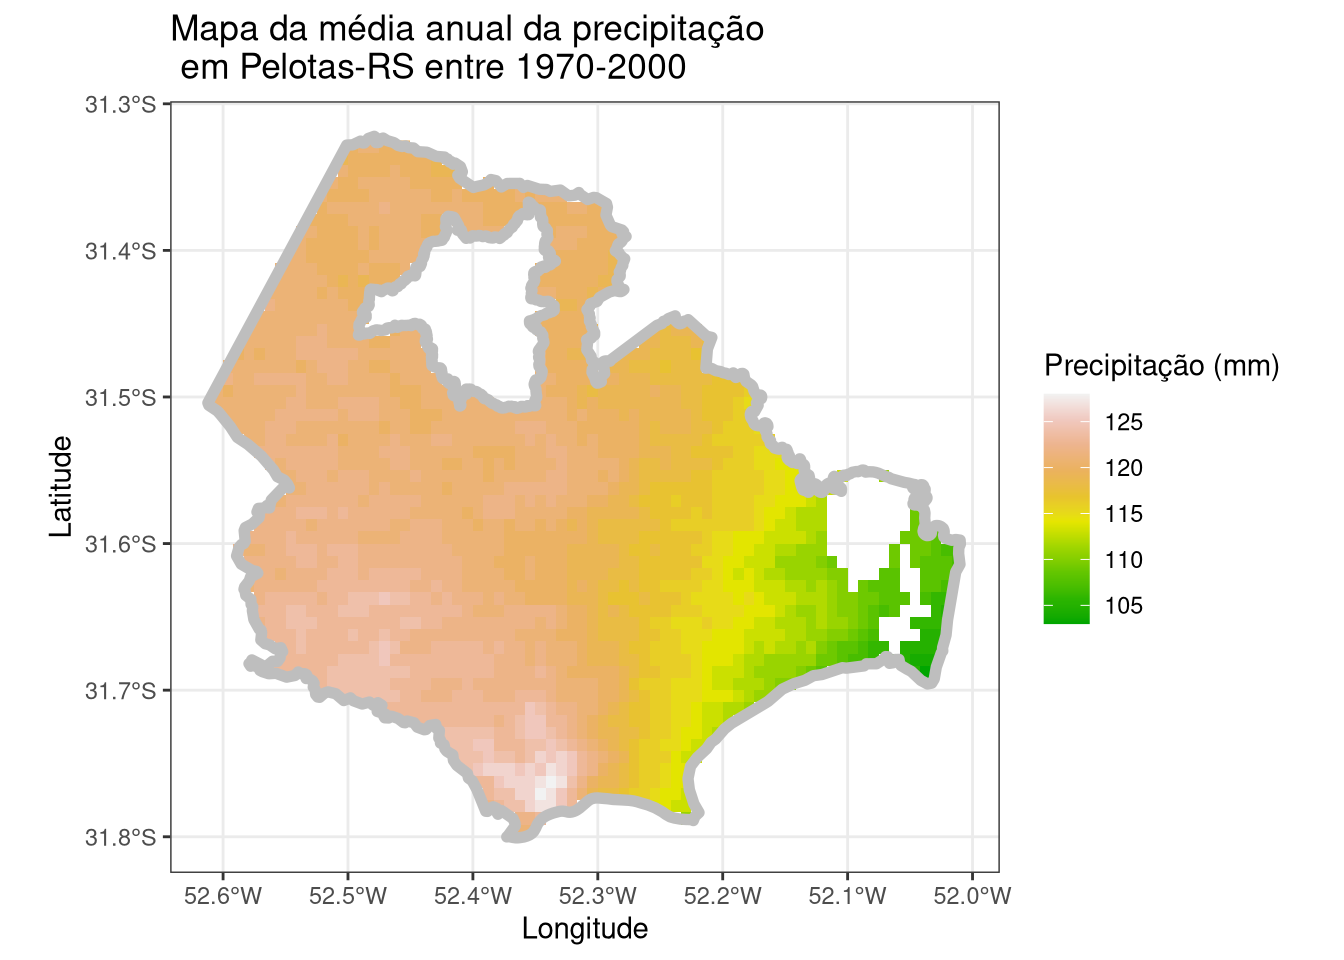 Mapa da média anual da precipitação
em Pelotas-RS entre 1970-2000
31.3°S
31.4°S
31.5°S
31.6°S
31.7°S
31.8°S
Latitude
52.6°W 52.5°W 52.4°W 52.3°W 52.2°W 52.1°W 52.0°W
Longitude
Precipitação (mm)
125
120
115
110
105